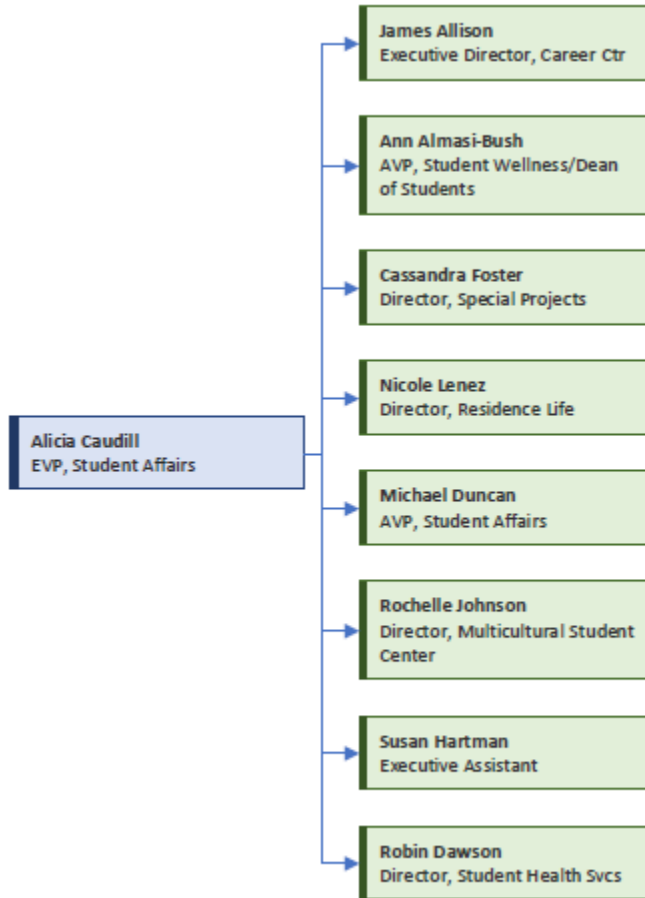 James Allison
Executive Director, Career Ctr
Ann Almasi-Bush
AVP, Student Wellness/Dean
of Students
Cassandra Foster
Director, Special Projects
Nicole Lenez
Director, Residence Life
Alicia Caudill
EVP, Student Affairs
Michael Duncan
AVP, Student Affairs
Rochelle Johnson
Director, Multicultural Student
Center
Susan Hartman
Executive Assistant
Robin Dawson
Director, Student Health Svcs